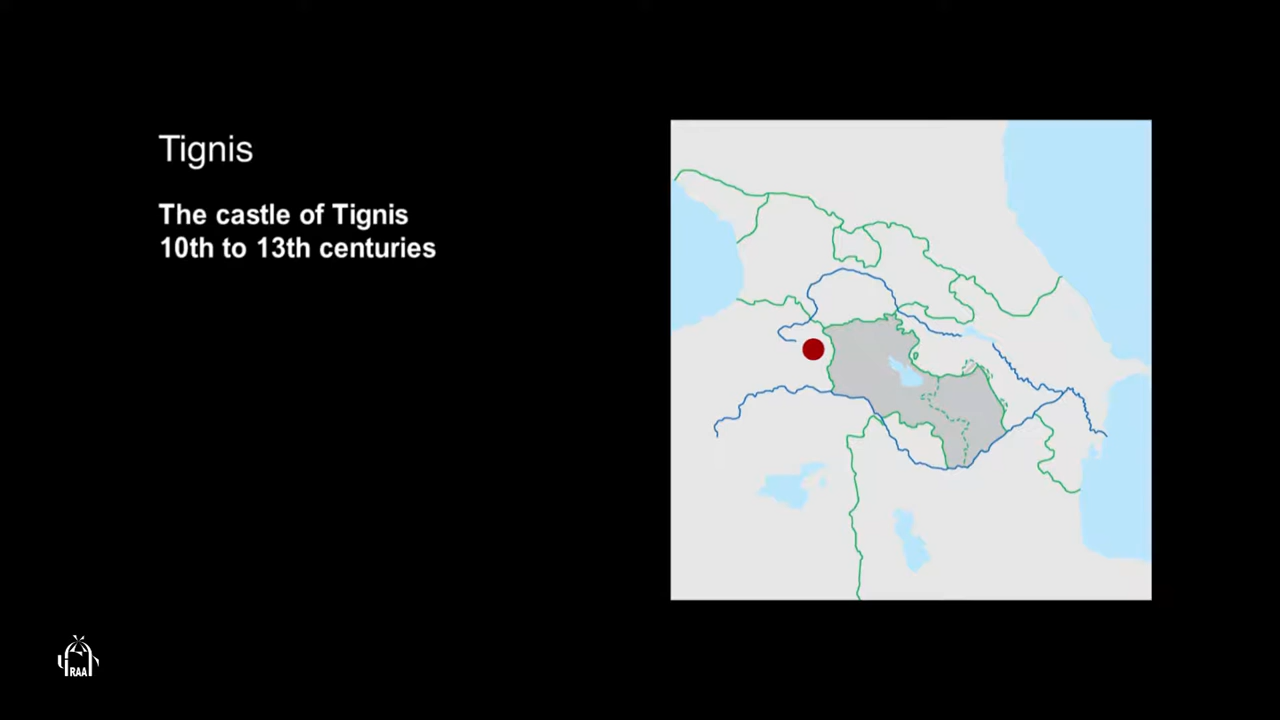 Tignis
The castle of Tignis
10th to 13th centuries
RAA